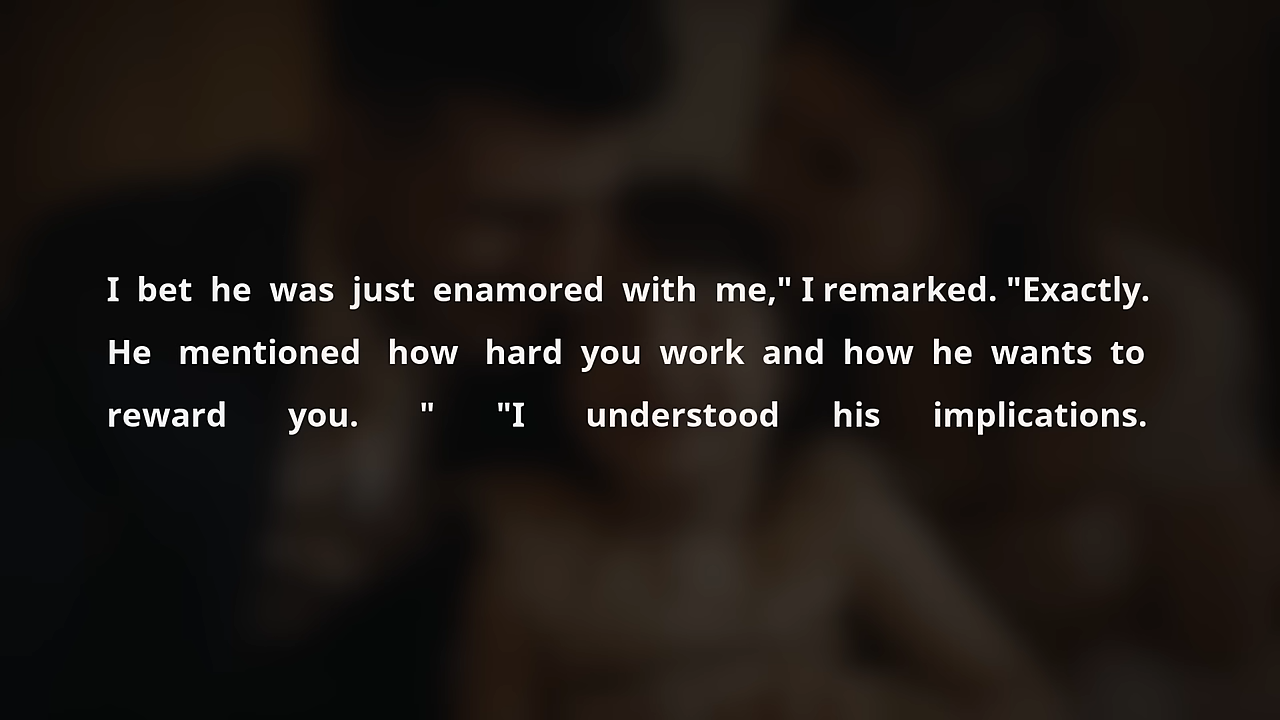 I bet he was just enamored with me," I remarked. "Exactly.
He mentioned how hard you work and how he wants to
reward you. " "I understood his implications.